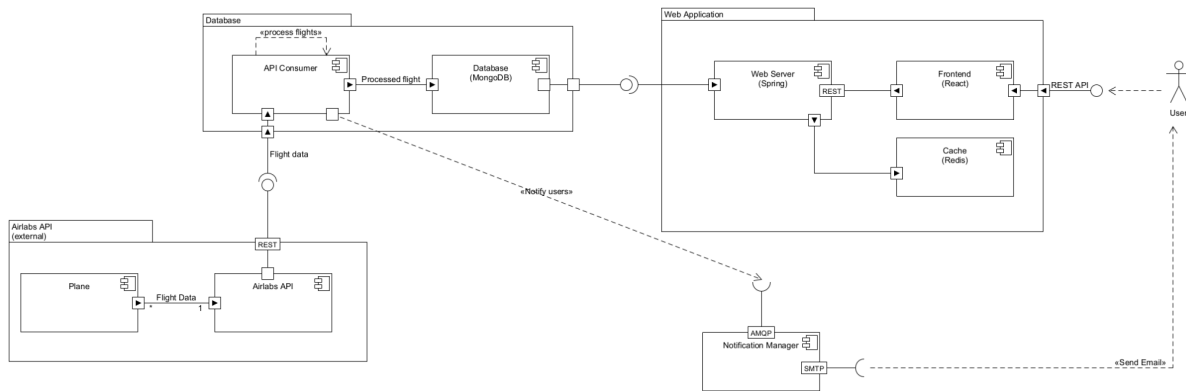 Database
«process flights»
API Consumer
Processed flight
Database
(MongoDB)
Flight data
Web Application
Web Server
(Spring)
REST
Frontend
(React)
REST API
User
Cache
(Redis)
«Notify users»
Airlabs API
(external)
REST
Plane
Flight Data
*
1
Airlabs API
AMQP
Notification Manager
SMTP
«Send Email»